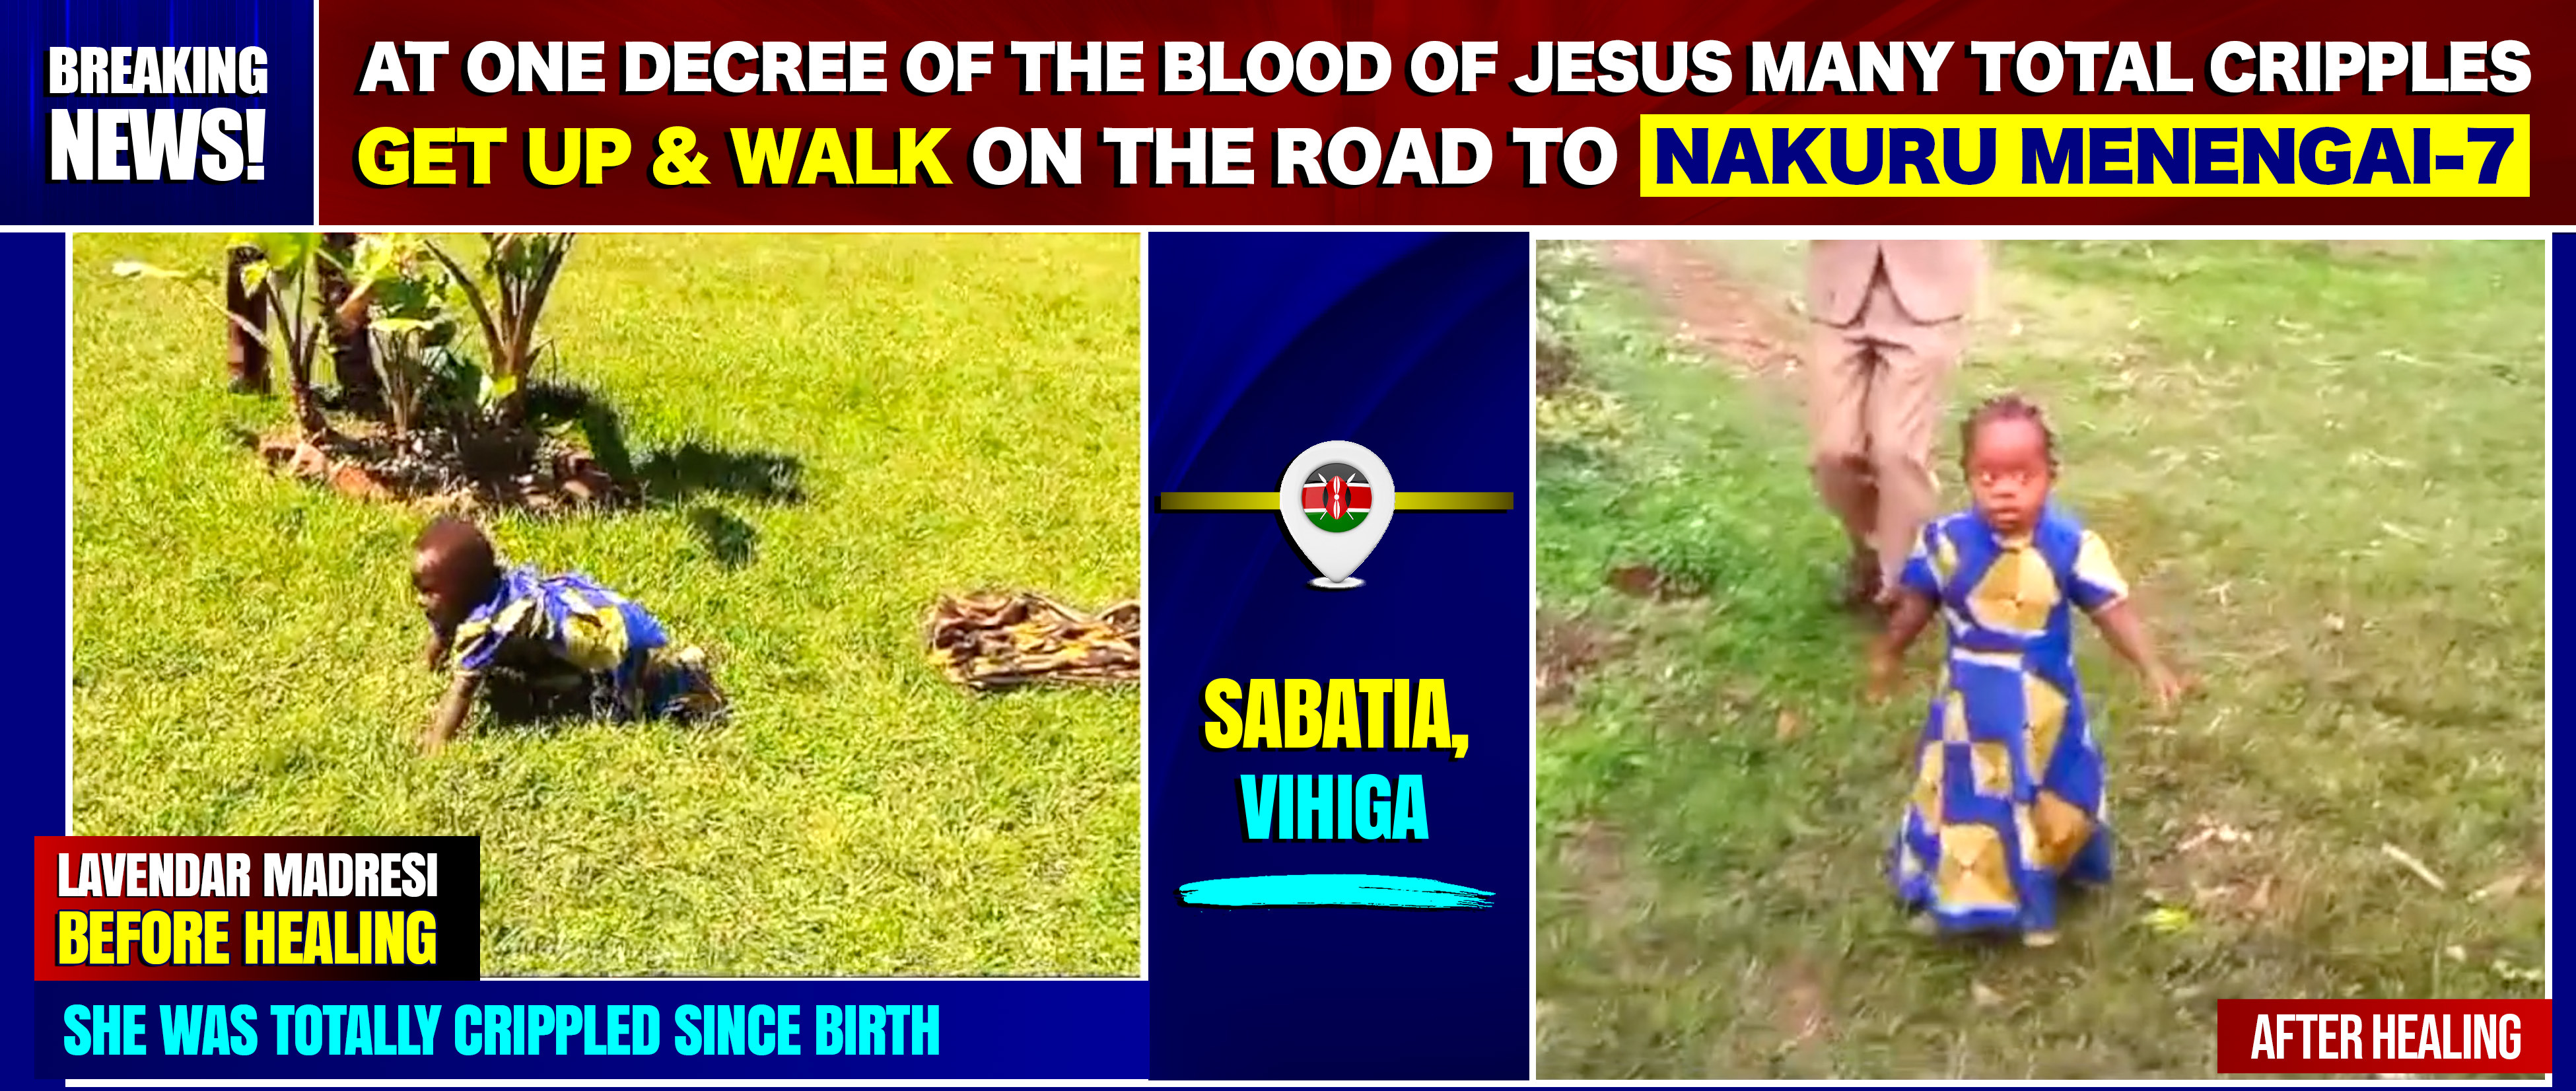 BREAKING
NEWS!
AT ONE DECREE OF THE BLOOD OF JESUS MANY TOTAL CRIPPLES
GET UP & WALK ON THE ROAD TO NAKURU MENENGAI-7
SABATIA,
VIHIGA
LAVENDAR MADRESI
BEFORE HEALING
SHE WAS TOTALLY CRIPPLED SINCE BIRTH
AFTER HEALING